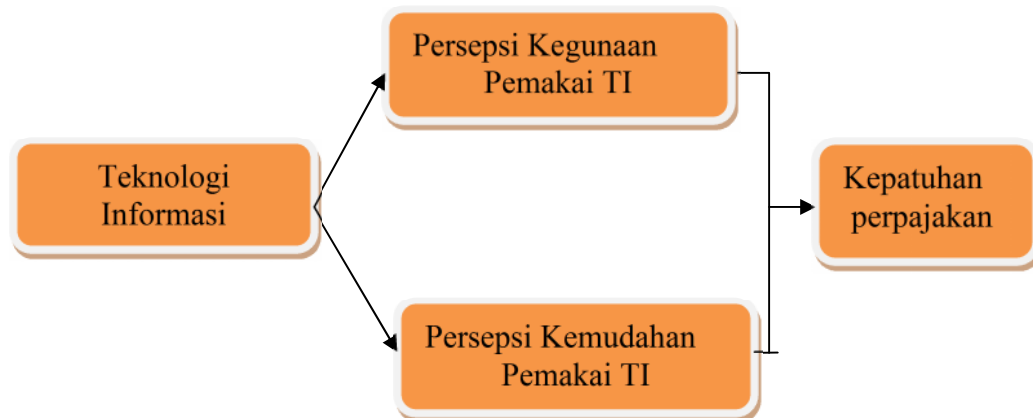 Persepsi Kegunaan
Pemakai TI
Teknologi
Informasi
Kepatuhan
perpajakan
Persepsi Kemudahan
Pemakai TI